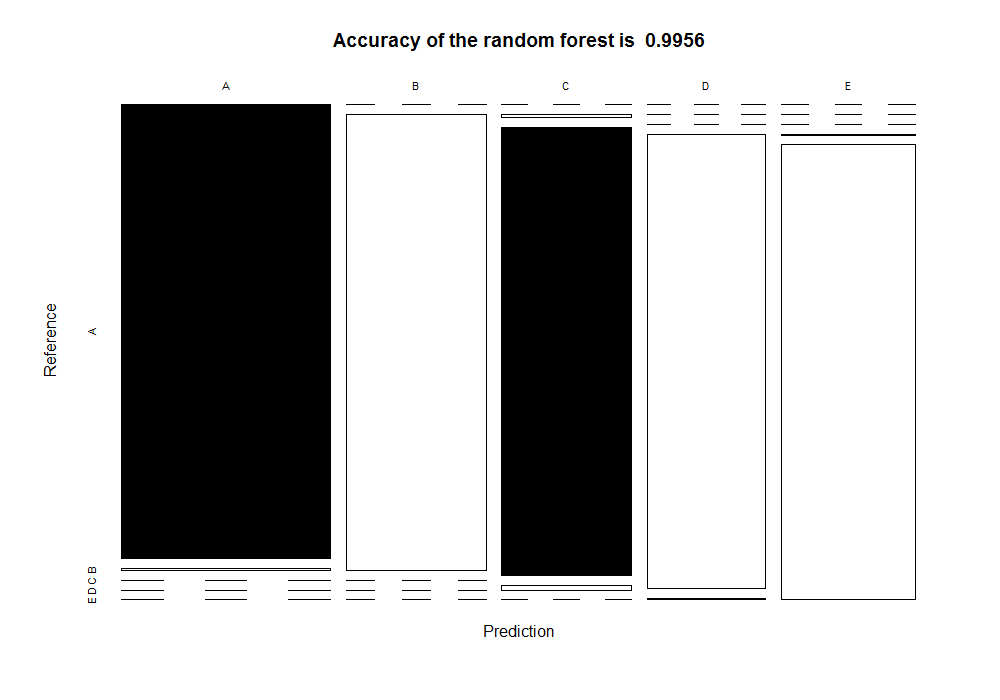 Accuracy of the random forest is 0.9956
A B C D E
Reference
A
E D C B
Prediction